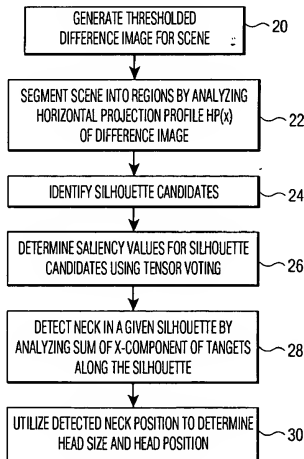 GENERATE THRESHOLDED
DIFFERENCE IMAGE FOR SCENE
20
SEGMENT SCENE INTO REGIONS BY ANALYZING
HORIZONTAL PROJECTION PROFILE HP(x)
OF DIFFERENCE IMAGE
22
IDENTIFY SILHOUETTE CANDIDATES
24
DETERMINE SALIENCY VALUES FOR SILHOUETTE
CANDIDATES USING TENSOR VOTING
26
DETECT NECK IN A GIVEN SILHOUETTE BY
ANALYZING SUM OF X-COMPONENT OF TANGETS
ALONG THE SILHOUETTE
28
UTILIZE DETECTED NECK POSITION TO DETERMINE
HEAD SIZE AND HEAD POSITION
30